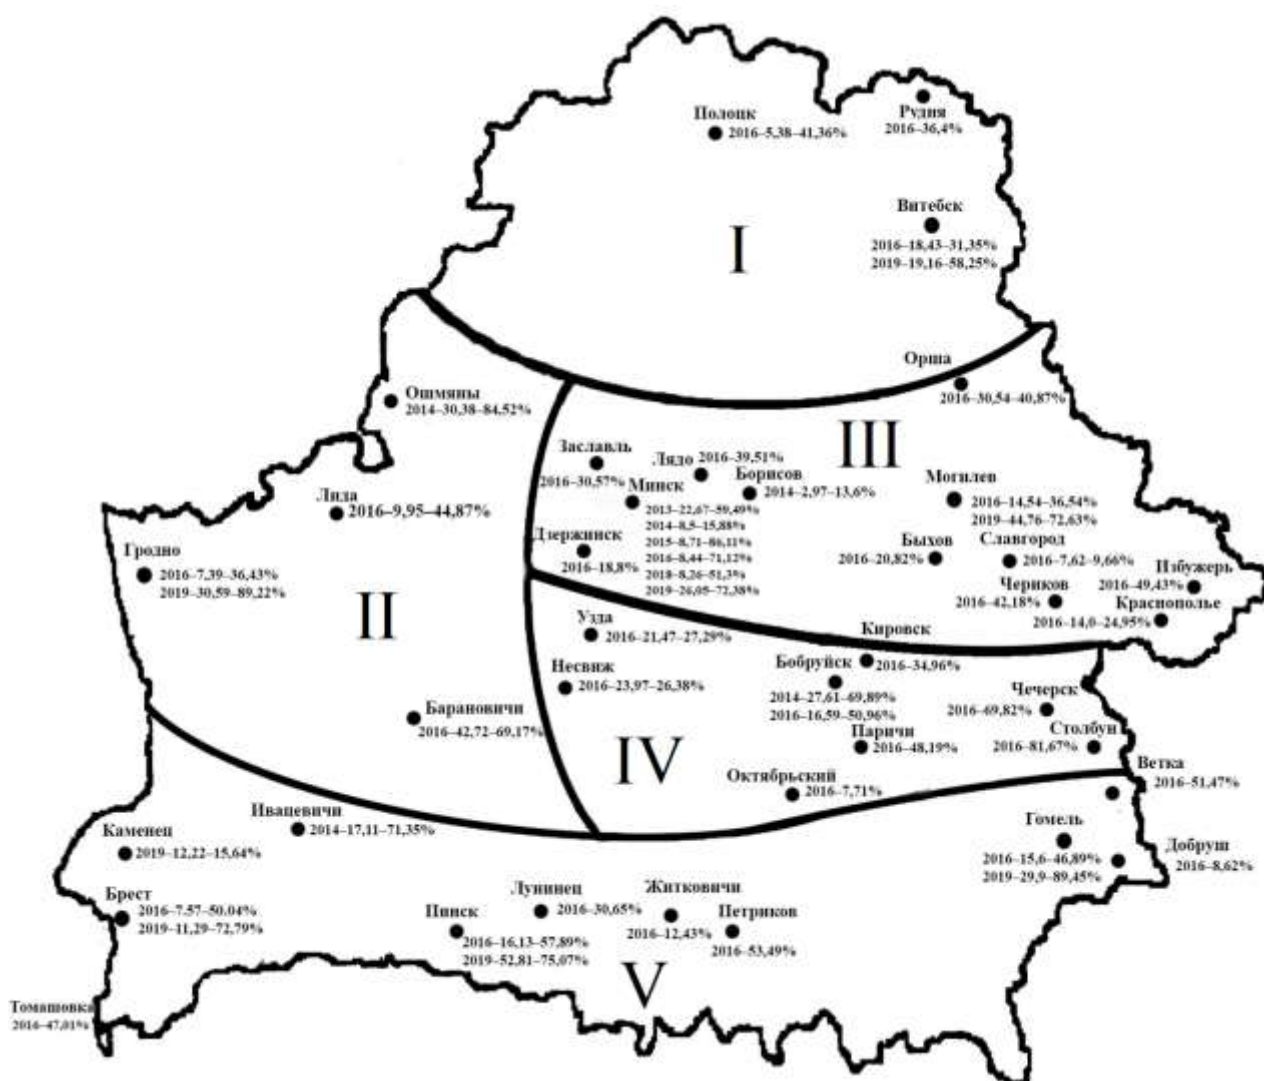 Полоцк
2016–5,38–41,36%
Рудня
2016–36,4%
Витебск
2016–18,43–31,35%
2019–19,16–58,25%
I
Орша
2016–30,54–40,87%
Ошмяны
2014–30,38–84,52%
III
Заславль
2016–30,57%
Лядо
2016–39,51%
Борисов
2014–2,97–13,6%
Минск
2013–22,67–59,49%
2014–8,5–15,88%
2015–8,71–86,11%
2016–8,44–71,12%
2018–8,26–51,3%
2019–26,05–72,38%
Могилев
2016–14,54–36,54%
2019–44,76–72,63%
Лида
2016–9,95–44,87%
Дзержинск
2016–18,8%
Быхов
2016–20,82%
Славгород
2016–7,62–9,66%
Гродно
2016–7,39–36,43%
2019–30,59–89,22%
Чериков
2016–42,18%
Избужерь
2016–49,43%
Краснополье
2016–14,0–24,95%
II
Узда
2016–21,47–27,29%
Кировск
2016–34,96%
Несвиж
2016–23,97–26,38%
Бобруйск
2014–27,61–69,89%
2016–16,59–50,96%
Чечерск
2016–69,82%
Барановичи
2016–42,72–69,17%
Паричи
2016–48,19%
Столбун
2016–81,67%
IV
Октябрьский
2016–7,71%
Ветка
2016–51,47%
Ивацевичи
2014–17,11–71,35%
Каменец
2019–12,22–15,64%
Гомель
2016–15,6–46,89%
2019–29,9–89,45%
Добруш
2016–8,62%
Брест
2016–7,57–50,04%
2019–11,29–72,79%
Лунинец
2016–30,65%
Житковичи
2016–12,43%
Пинск
2016–16,13–57,89%
2019–52,81–75,07%
Петриков
2016–53,49%
V
Томашовка
2016–47,01%